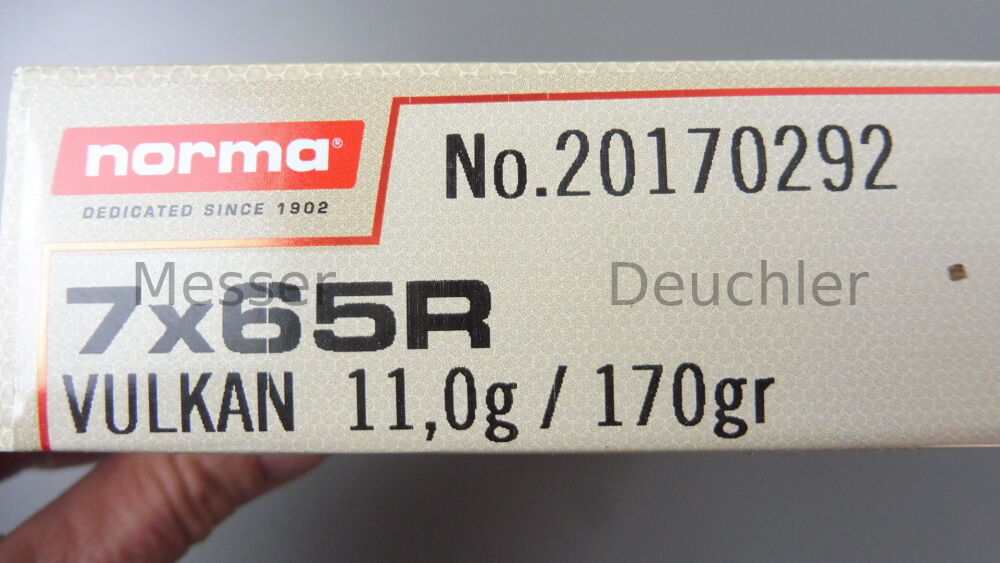 norma®
DEDICATED SINCE 1902
No.20170292
Messer Deuchler
7x65R
VULKAN 11,0g / 170gr